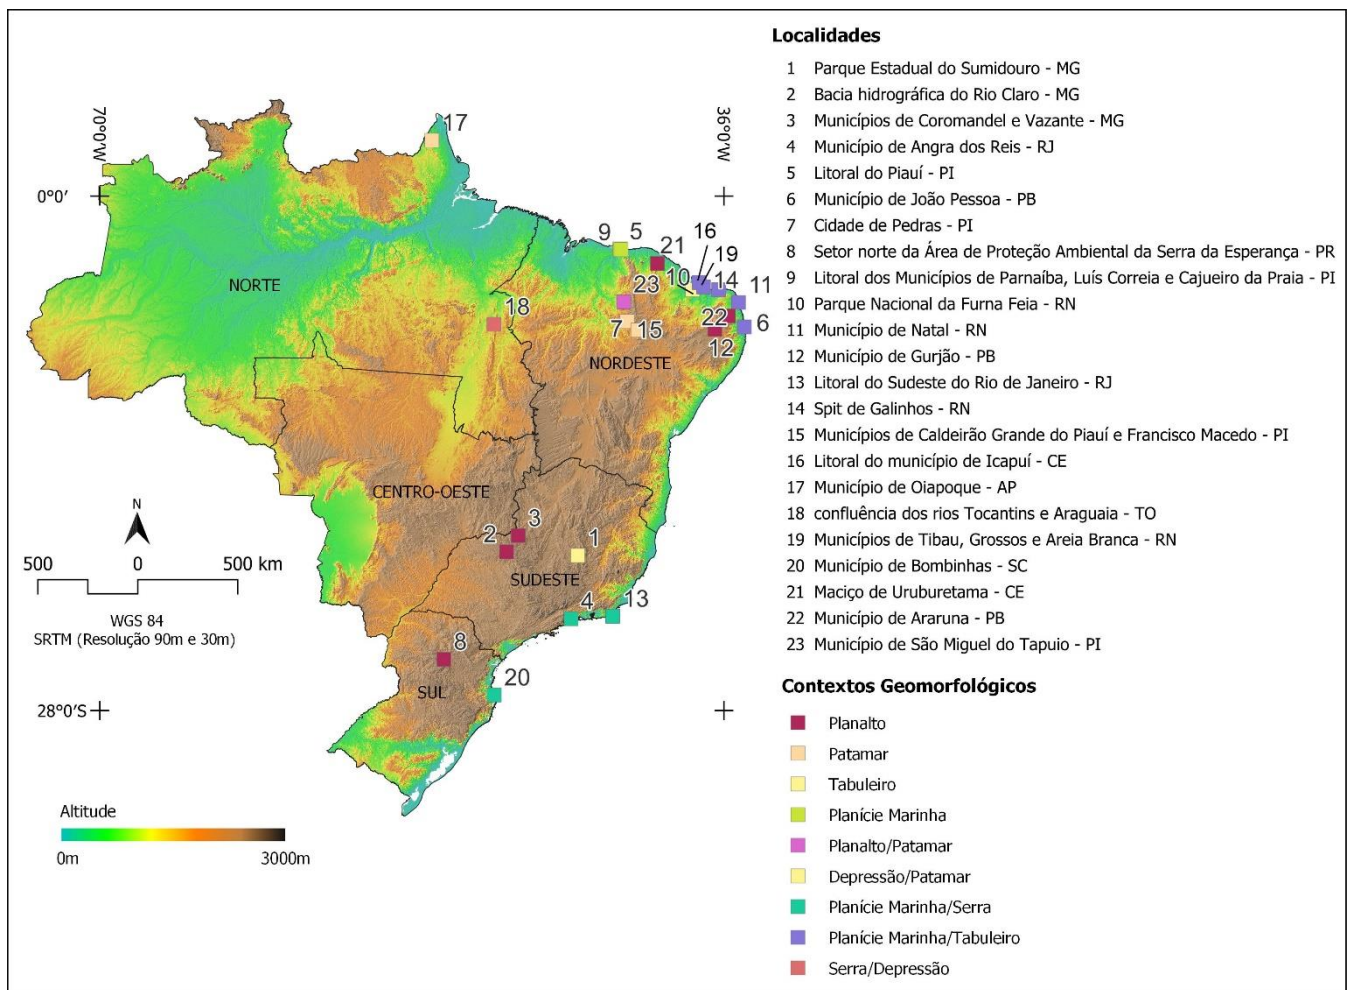 Localidades
1 Parque Estadual do Sumidouro - MG
2 Bacia hidrográfica do Rio Claro - MG
3 Municípios de Coromandel e Vazante - MG
4 Município de Angra dos Reis - RJ
5 Litoral do Piauí - PI
6 Município de João Pessoa - PB
7 Cidade de Pedras - PI
8 Setor norte da Área de Proteção Ambiental da Serra da Esperança - PR
9 Litoral dos Municípios de Parnaíba, Luís Correia e Cajueiro da Praia - PI
10 Parque Nacional da Furna Feia - RN
11 Município de Natal - RN
12 Município de Gurjão - PB
13 Litoral do Sudeste do Rio de Janeiro - RJ
14 Spit de Galinhos - RN
15 Municípios de Caldeirão Grande do Piauí e Francisco Macedo - PI
16 Litoral do município de Icapuí - CE
17 Município de Oiapoque - AP
18 confluência dos rios Tocantins e Araguaia - TO
19 Municípios de Tibau, Grossos e Areia Branca - RN
20 Município de Bombinhas - SC
21 Maciço de Uruburetama - CE
22 Município de Araruna - PB
23 Município de São Miguel do Tapuio - PI
Contextos Geomorfológicos
Planalto
Patamar
Tabuleiro
Planície Marinha
Planalto/Patamar
Depressão/Patamar
Planície Marinha/Serra
Planície Marinha/Tabuleiro
Serra/Depressão
70°0'W
36°0'W
0°0'
28°0'S
17
16
19
9
5
21
10
14
11
23
18
7
15
22
6
12
NORTE
NORDESTE
CENTRO-OESTE
3
2
1
SUDESTE
4
13
8
20
SUL
N
500 0 500 km
WGS 84
SRTM (Resolução 90m e 30m)
Altitude
0m 3000m